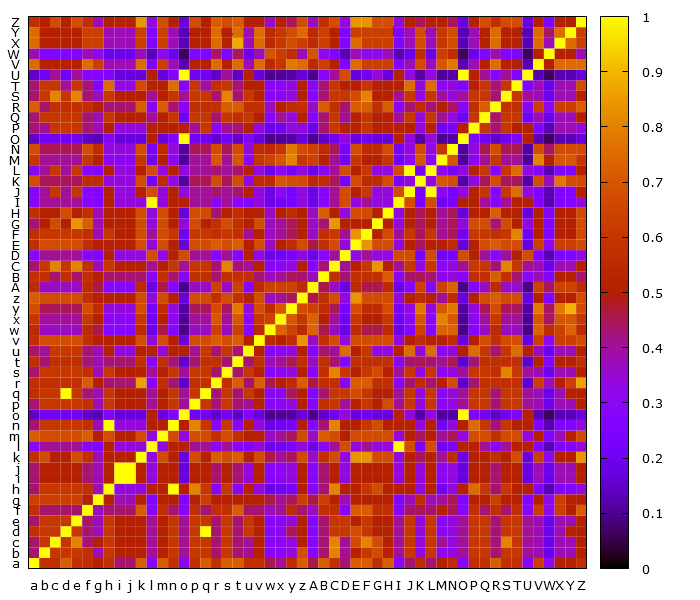 Z
Y
X
W
V
U
T
S
R
Q
P
O
N
M
L
K
J
I
H
G
F
E
D
C
B
A
z
y
x
w
v
u
t
s
r
q
p
o
n
m
l
k
j
i
h
g
f
e
d
c
b
a
a b c d e f g h i j k l m n o p q r s t u v w x y z A B C D E F G H I J K L M N O P Q R S T U V W X Y Z
1
0.9
0.8
0.7
0.6
0.5
0.4
0.3
0.2
0.1
0